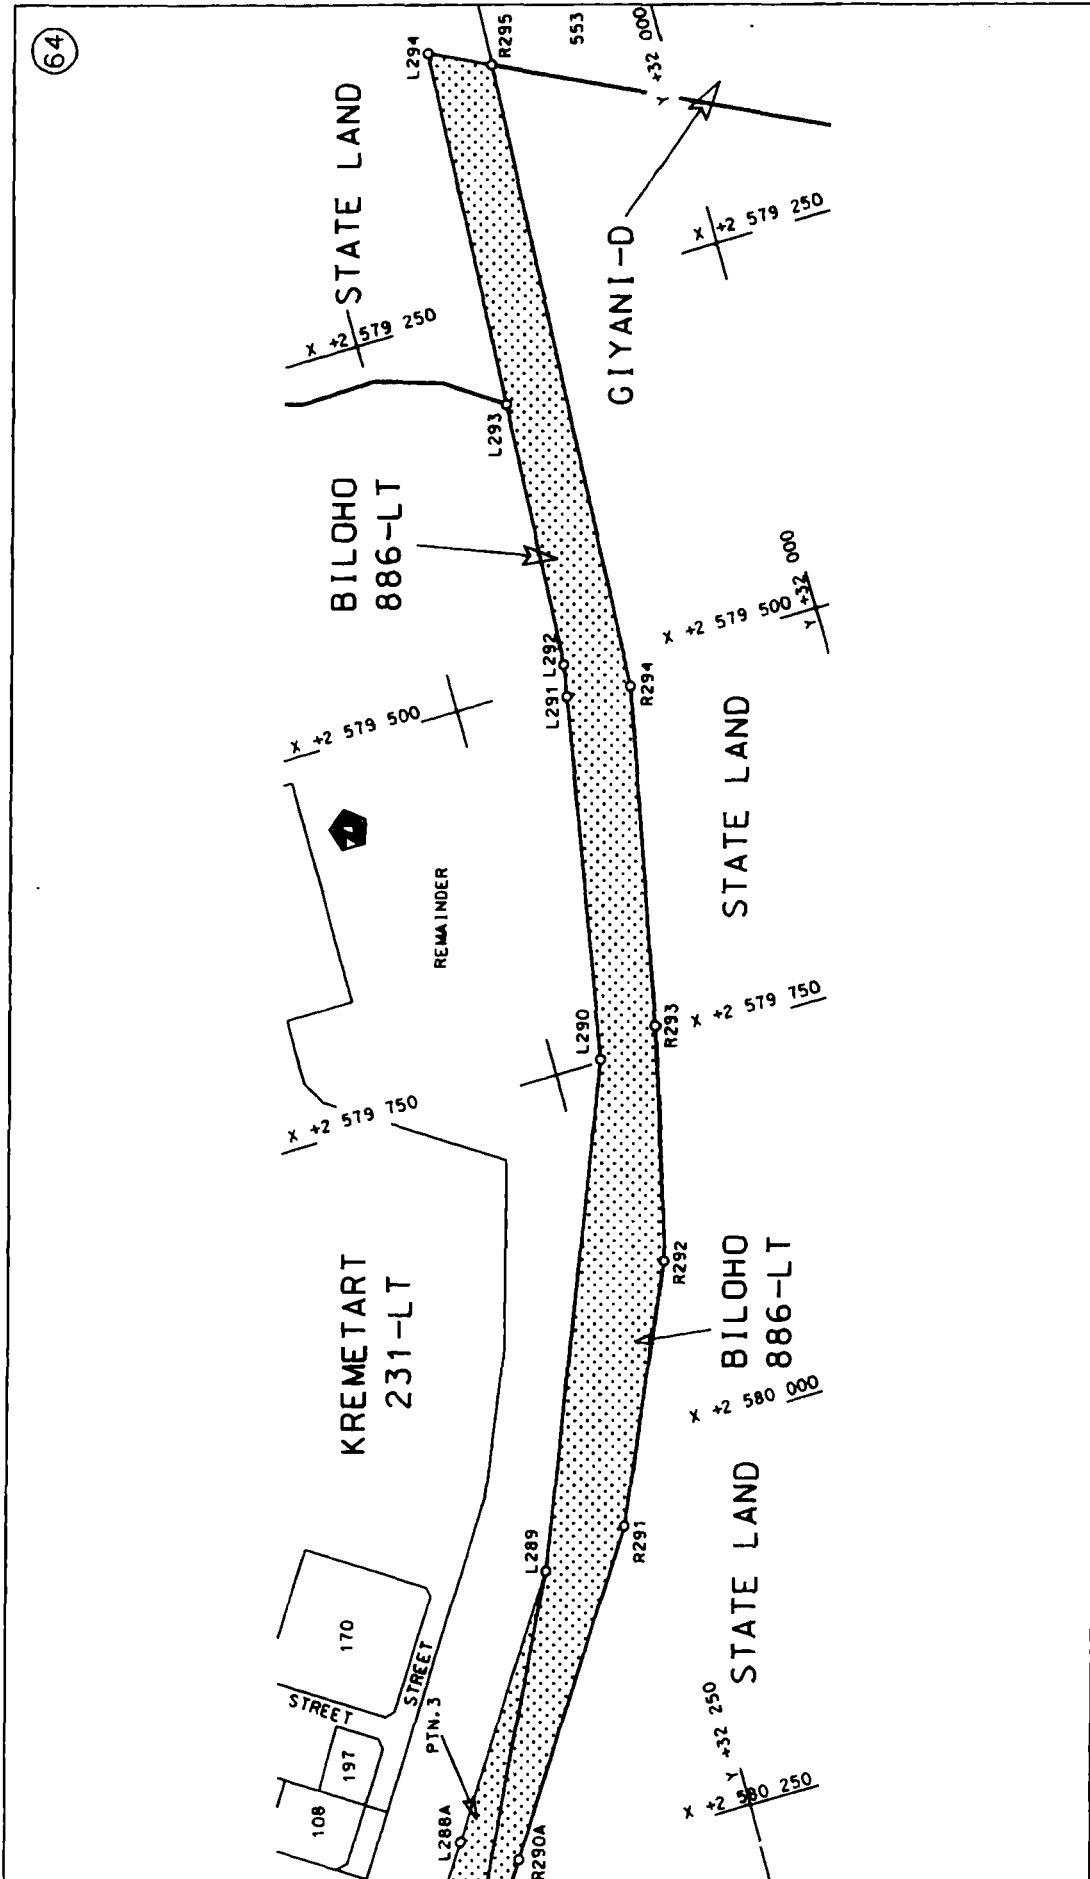 64
L294
R295
553
Y +32 000
STATE LAND
X +2 579 250
X +2 579 250
GIYANI-D
L293
BILOHO
886-LT
L292
L291
R294
X +2 579 500
Y +32 000
X +2 579 500
STATE LAND
REMAINDER
L290
R293
X +2 579 750
X +2 579 750
KREMETART
231-LT
R292
BILOHO
886-LT
X +2 580 000
L289
R291
STATE LAND
170
STREET
STREET
PTN.3
197
108
L288A
R290A
Y +32 250
X +2 580 250